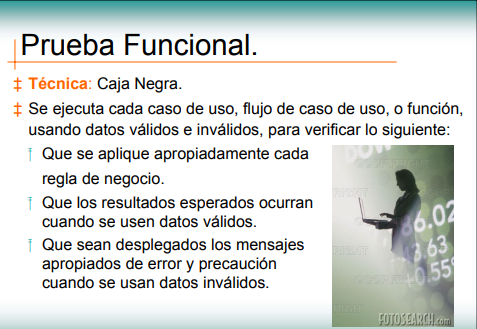 Prueba Funcional.
‡ Técnica: Caja Negra.
‡ Se ejecuta cada caso de uso, flujo de caso de uso, o función,
usando datos válidos e inválidos, para verificar lo siguiente:
Que se aplique apropiadamente cada
regla de negocio.
Que los resultados esperados ocurran
cuando se usen datos válidos.
Que sean desplegados los mensajes
apropiados de error y precaución
cuando se usan datos inválidos.
6.02
3.63
+0.55
FOTOSEARCH.com